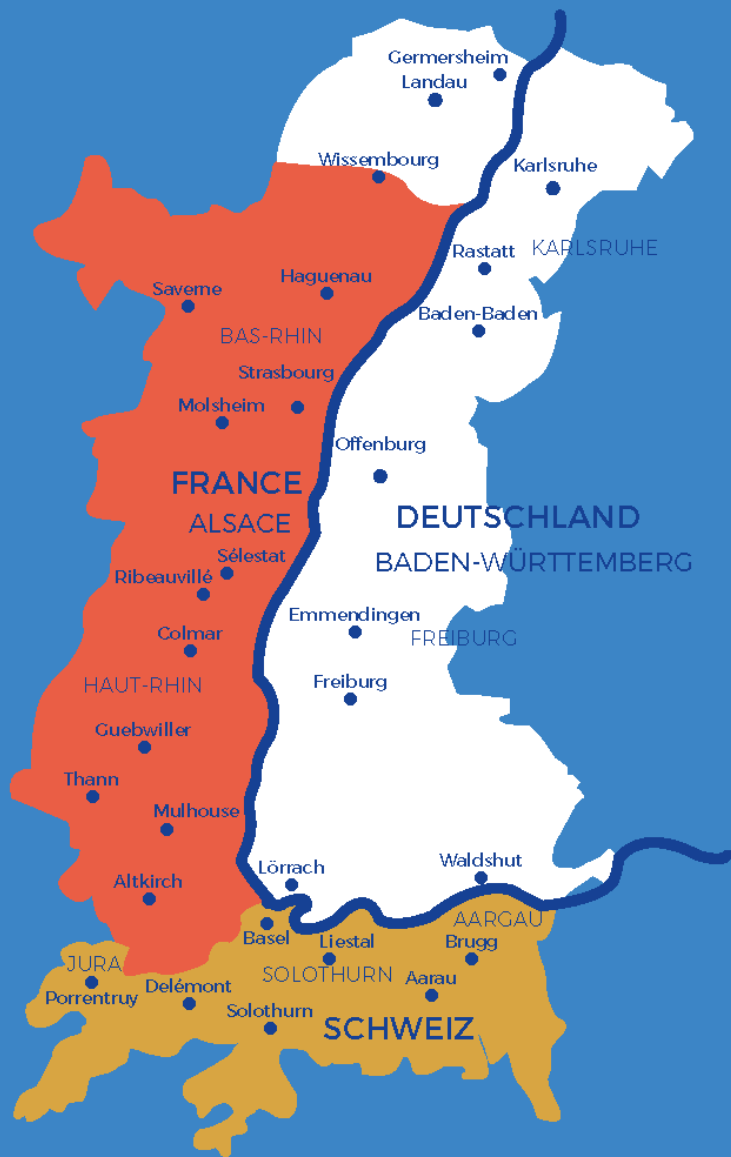 Germersheim
Landau
Wissembourg
Karlsruhe
Rastatt
KARLSRUHE
Haguenau
Saverne
Baden-Baden
BAS-RHIN
Strasbourg
Molsheim
Offenburg
FRANCE
ALSACE
DEUTSCHLAND
BADEN-WÜRTTEMBERG
Sélestat
Ribeauvillé
Emmendingen
Colmar
FREIBURG
HAUT-RHIN
Freiburg
Guebwiller
Thann
Mulhouse
Altkirch
Lörrach
Waldshut
AARGAU
Basel
Liestal
Brugg
JURA
SOLOTHURN
Porrentruy
Delémont
Aarau
Solothurn
SCHWEIZ